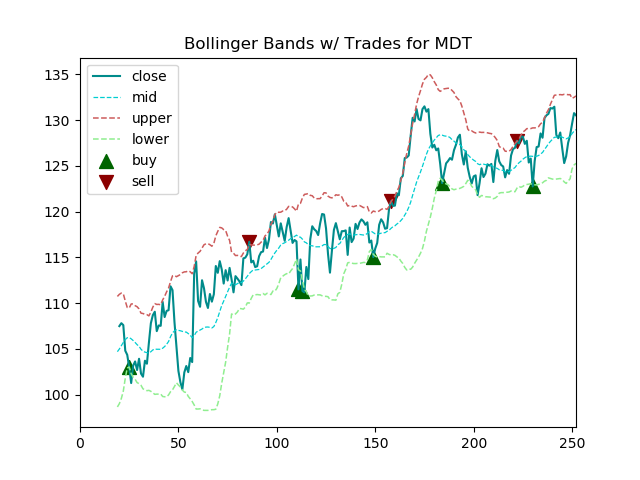 Bollinger Bands w/ Trades for MDT
close
mid
upper
lower
buy
sell
135
130
125
120
115
110
105
100
0 50 100 150 200 250